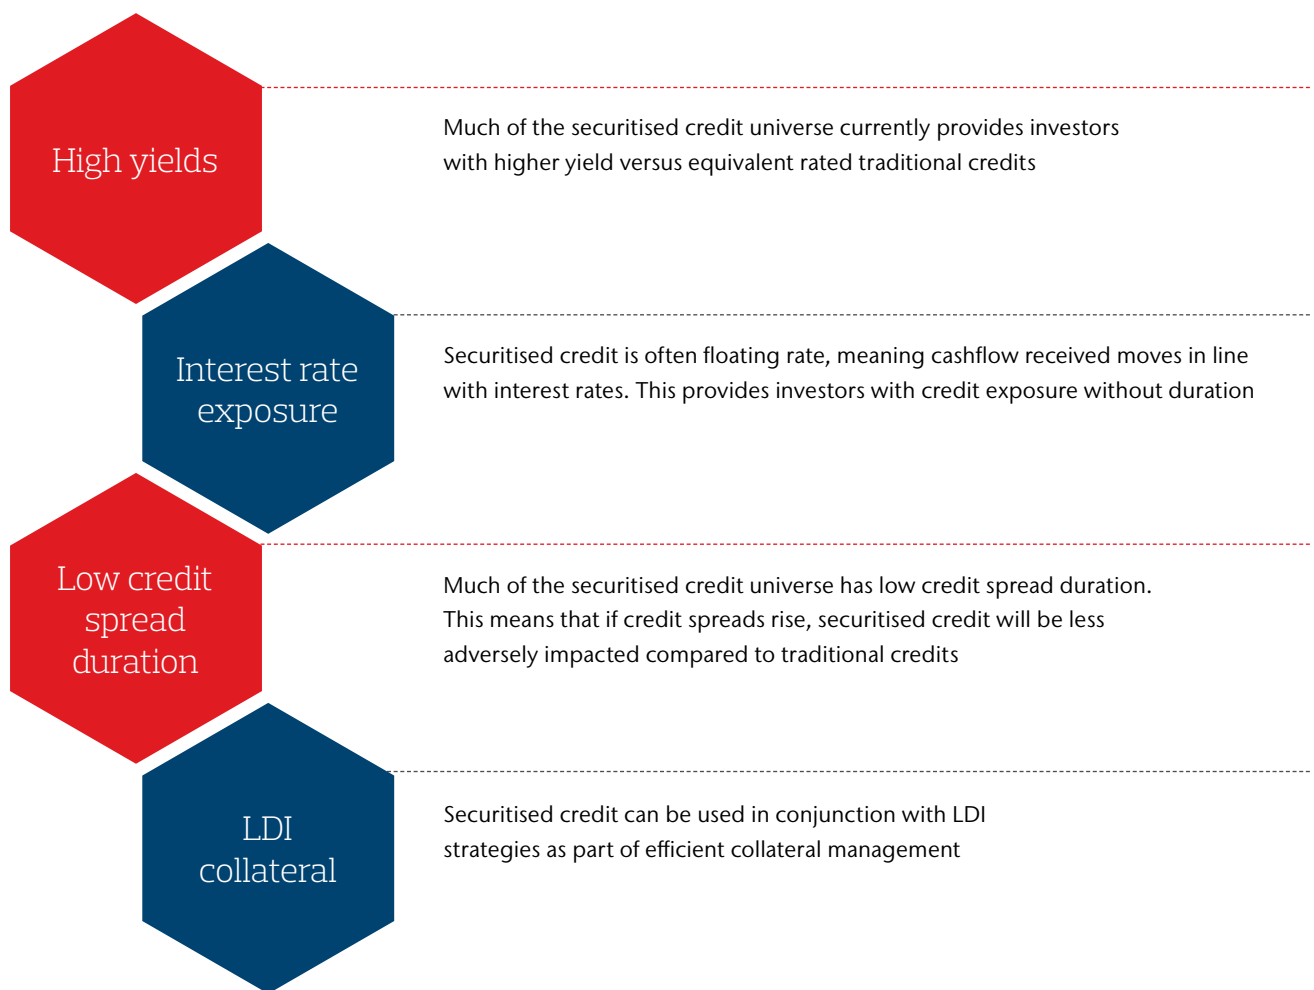 High yields
Much of the securitised credit universe currently provides investors
with higher yield versus equivalent rated traditional credits
Interest rate
exposure
Securitised credit is often floating rate, meaning cashflow received moves in line
with interest rates. This provides investors with credit exposure without duration
Low credit
spread
duration
Much of the securitised credit universe has low credit spread duration.
This means that if credit spreads rise, securitised credit will be less
adversely impacted compared to traditional credits
LDI
collateral
Securitised credit can be used in conjunction with LDI
strategies as part of efficient collateral management